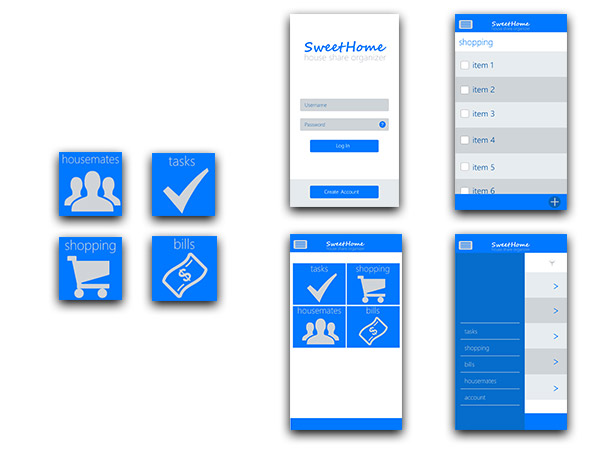 housemates
tasks
shopping
bills
$
SweetHome
house share organizer
Username
Password
?
Log In
Create Account
SweetHome
house share organizer
shopping
item 1
item 2
item 3
item 4
item 5
item 6
+
SweetHome
house share organizer
tasks
shopping
housemates
bills
$
SweetHome
house share organizer
tasks
shopping
bills
housemates
account